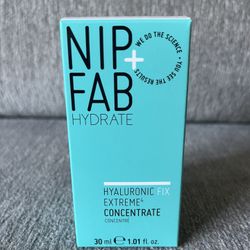 NIP+
FAB
HYDRATE
WE DO THE SCIENCE • YOU SEE THE RESULTS •
HYALURONIC FIX
EXTREME⁴
CONCENTRATE
CONCENTRÉ
30 ml ℮ 1.01 fl. oz.